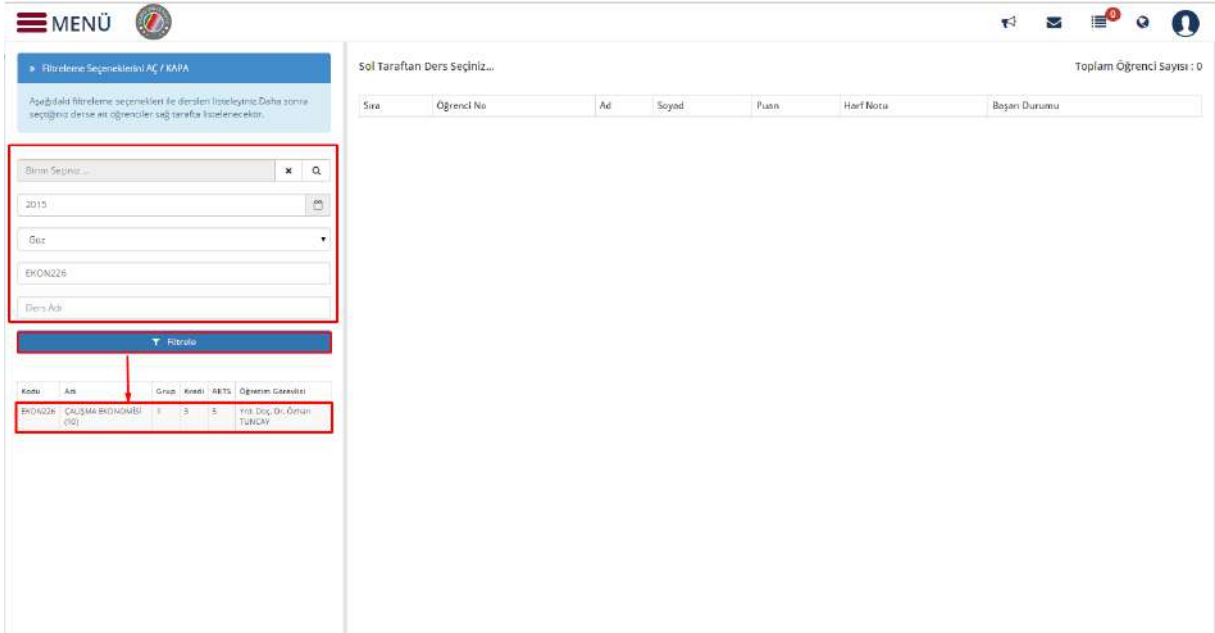 MENÜ
0
» Filtreleme Seçeneklerini AÇ / KAPA
Aşağıdaki filtreleme seçenekleri ile dersleri listeleyiniz.Daha sonra
seçtiğiniz derse ait öğrenciler sağ tarafta listelenecektir.
Birim Seçiniz ...
2015
Güz
EKON226
Ders Adı
Filtrele
Kodu Adı Grup Kredi AKTS Öğretim Görevlisi
EKON226 ÇALIŞMA EKONOMİSİ 1 3 5 Yrd. Doç. Dr. Özhan
(10) TUNCAY
Sol Taraftan Ders Seçiniz...
Toplam Öğrenci Sayısı : 0
Sıra Öğrenci No Ad Soyad Puan Harf Notu Başarı Durumu